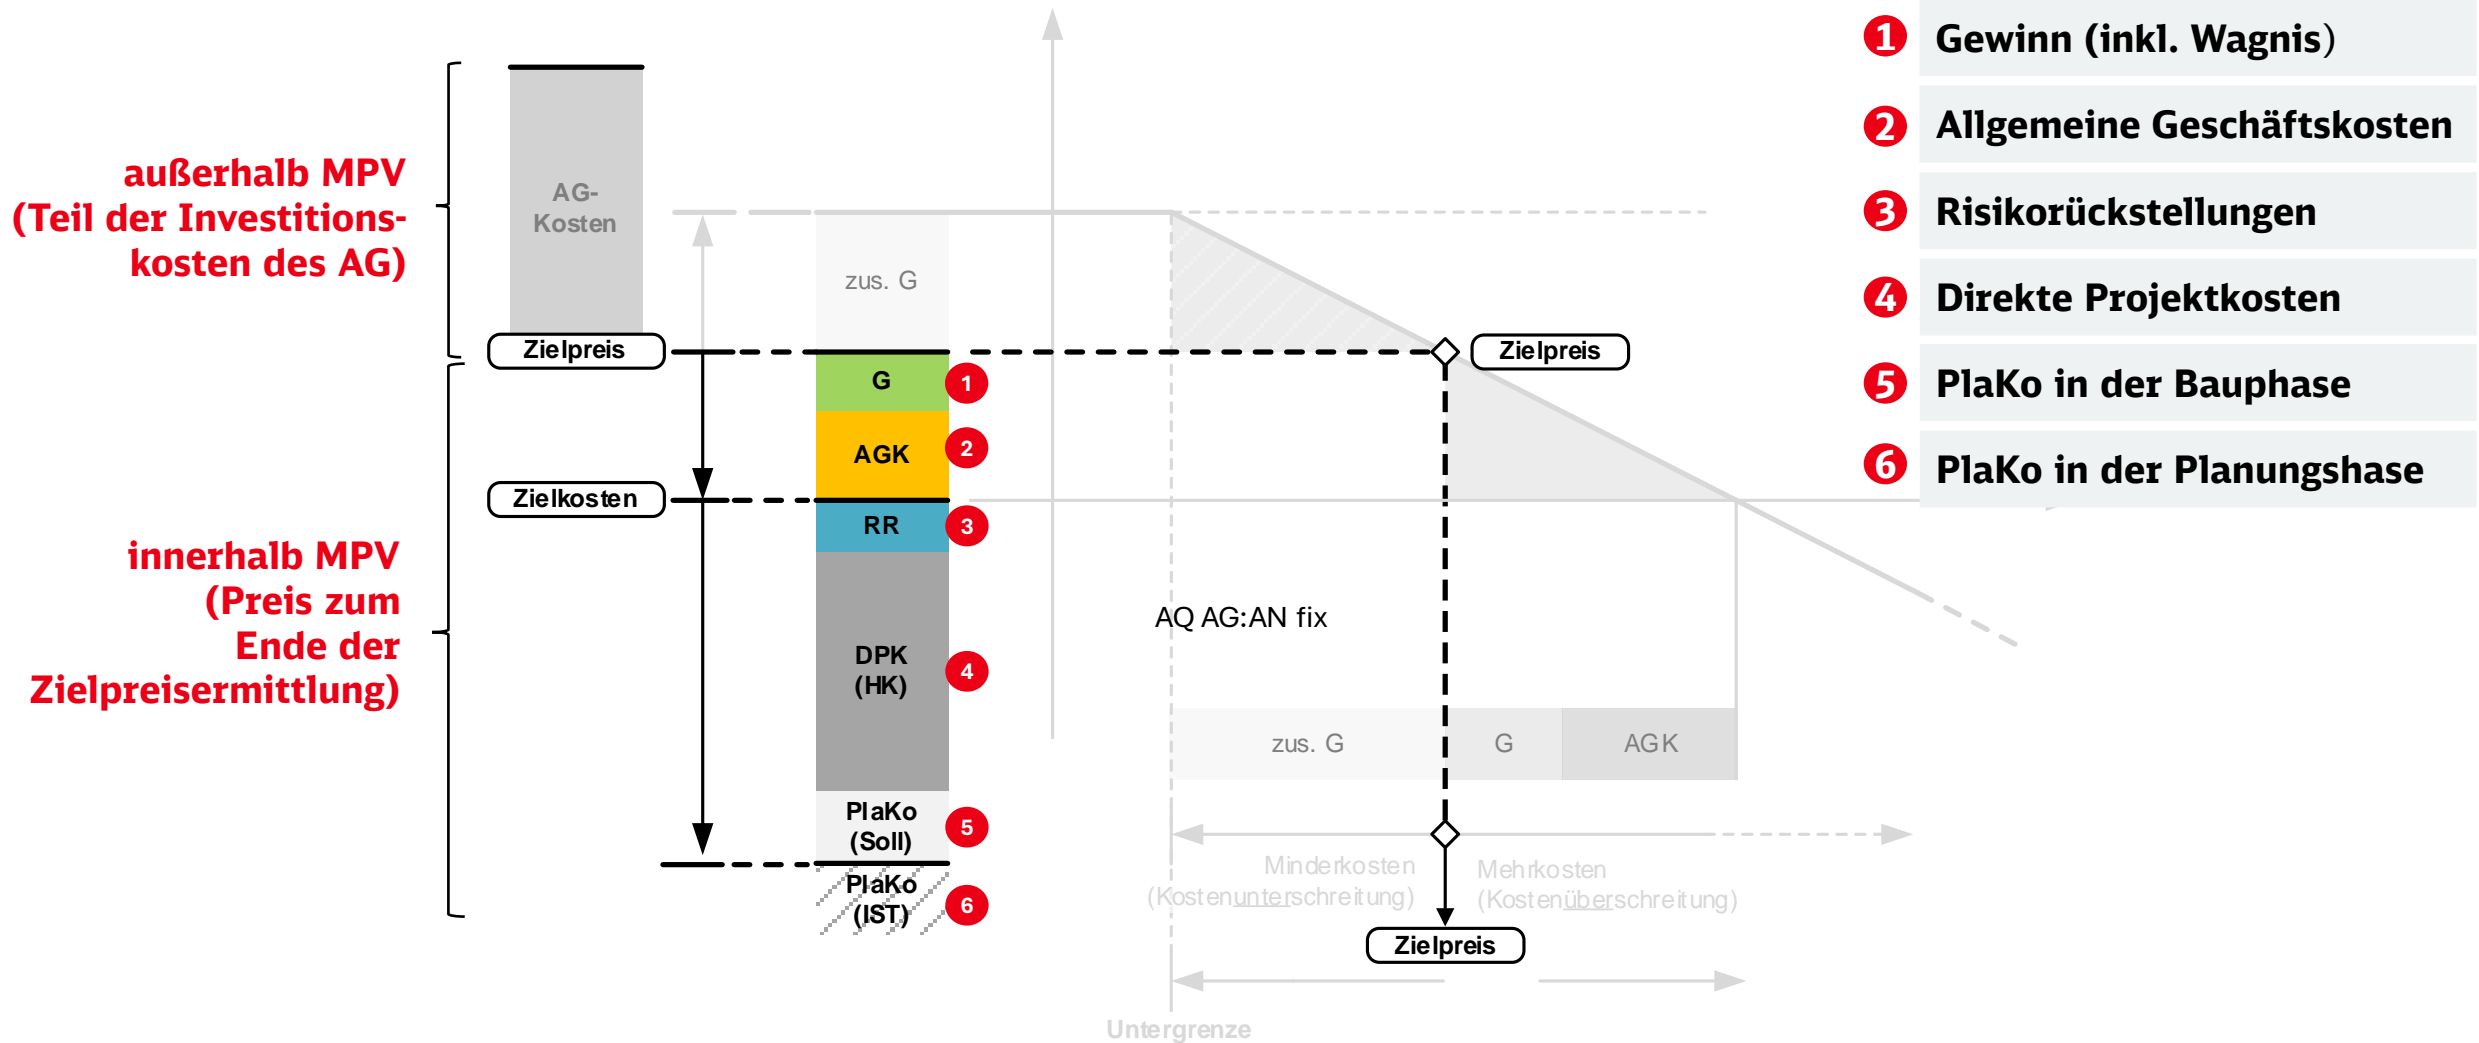 außerhalb MPV
(Teil der Investitions-
kosten des AG)
innerhalb MPV
(Preis zum
Ende der
Zielpreisermittlung)
AG-
Kosten
Zielpreis
Zielkosten
zus. G
G
1
AGK
2
RR
3
DPK
(HK)
4
PlaKo
(Soll)
5
PlaKo
(IST)
6
Zielpreis
AQ AG:AN fix
zus. G
G
AGK
Minderkosten
(Kostenunterschreitung)
Mehrkosten
(Kostenüberschreitung)
Zielpreis
Untergrenze
1 Gewinn (inkl. Wagnis)
2 Allgemeine Geschäftskosten
3 Risikorückstellungen
4 Direkte Projektkosten
5 PlaKo in der Bauphase
6 PlaKo in der Planungshase